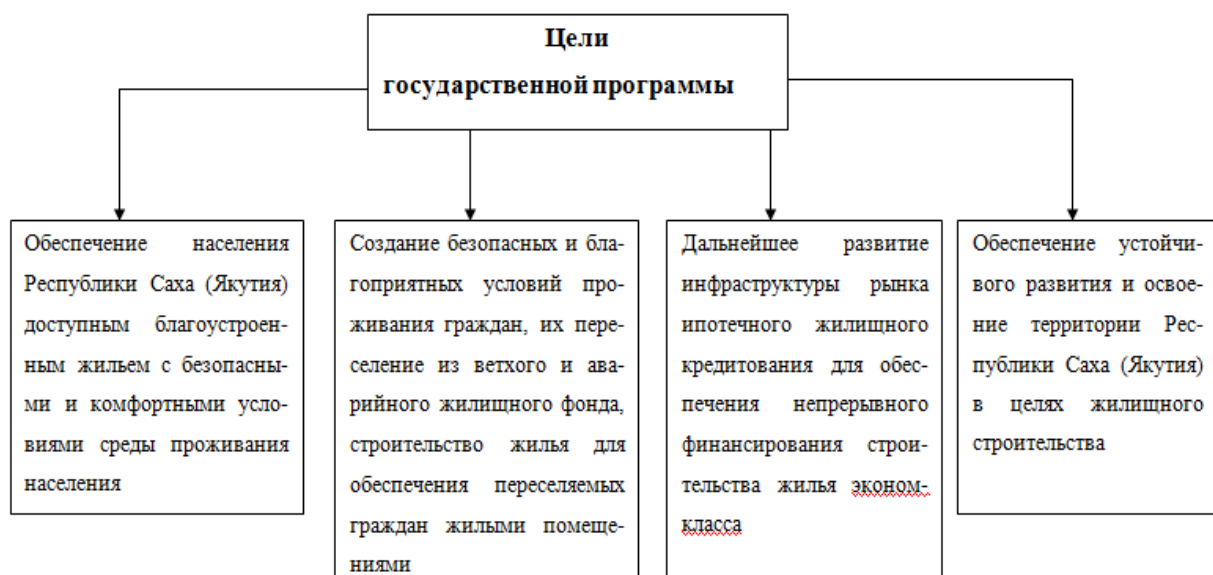 Цели
государственной программы
Обеспечение населения
Республики Саха (Якутия)
доступным благоустроен-
ным жильем с безопасны-
ми и комфортными усло-
виями среды проживания
населения
Создание безопасных и бла-
гоприятных условий про-
живания граждан, их пере-
селение из ветхого и ава-
рийного жилищного фонда,
строительство жилья для
обеспечения переселяемых
граждан жилыми помеще-
ниями
Дальнейшее развитие
инфраструктуры рынка
ипотечного жилищного
кредитования для обес-
печения непрерывного
финансирования строи-
тельства жилья эконом-
класса
Обеспечение устойчи-
вого развития и освое-
ние территории Рес-
публики Саха (Якутия)
в целях жилищного
строительства